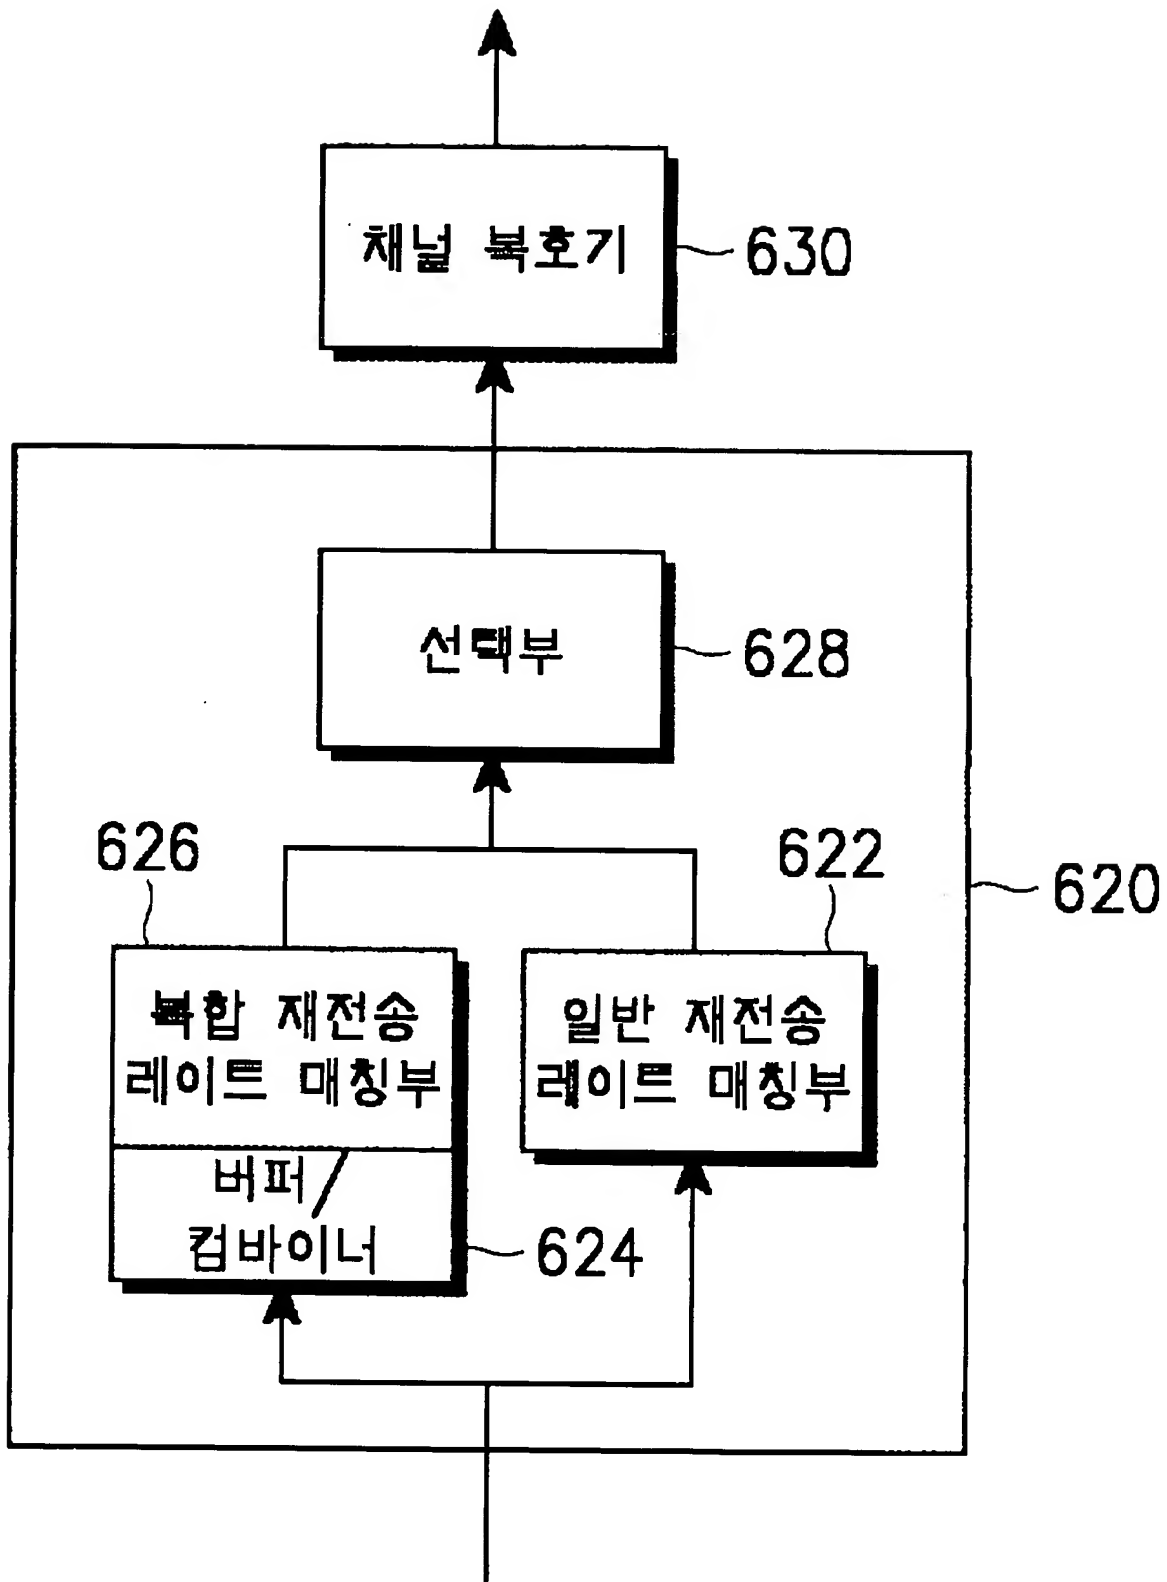 채널 복호기
630
선택부
628
626
622
620
복합 재전송
레이트 매칭부
일반 재전송
레이트 매칭부
버퍼/
컴바이너
624